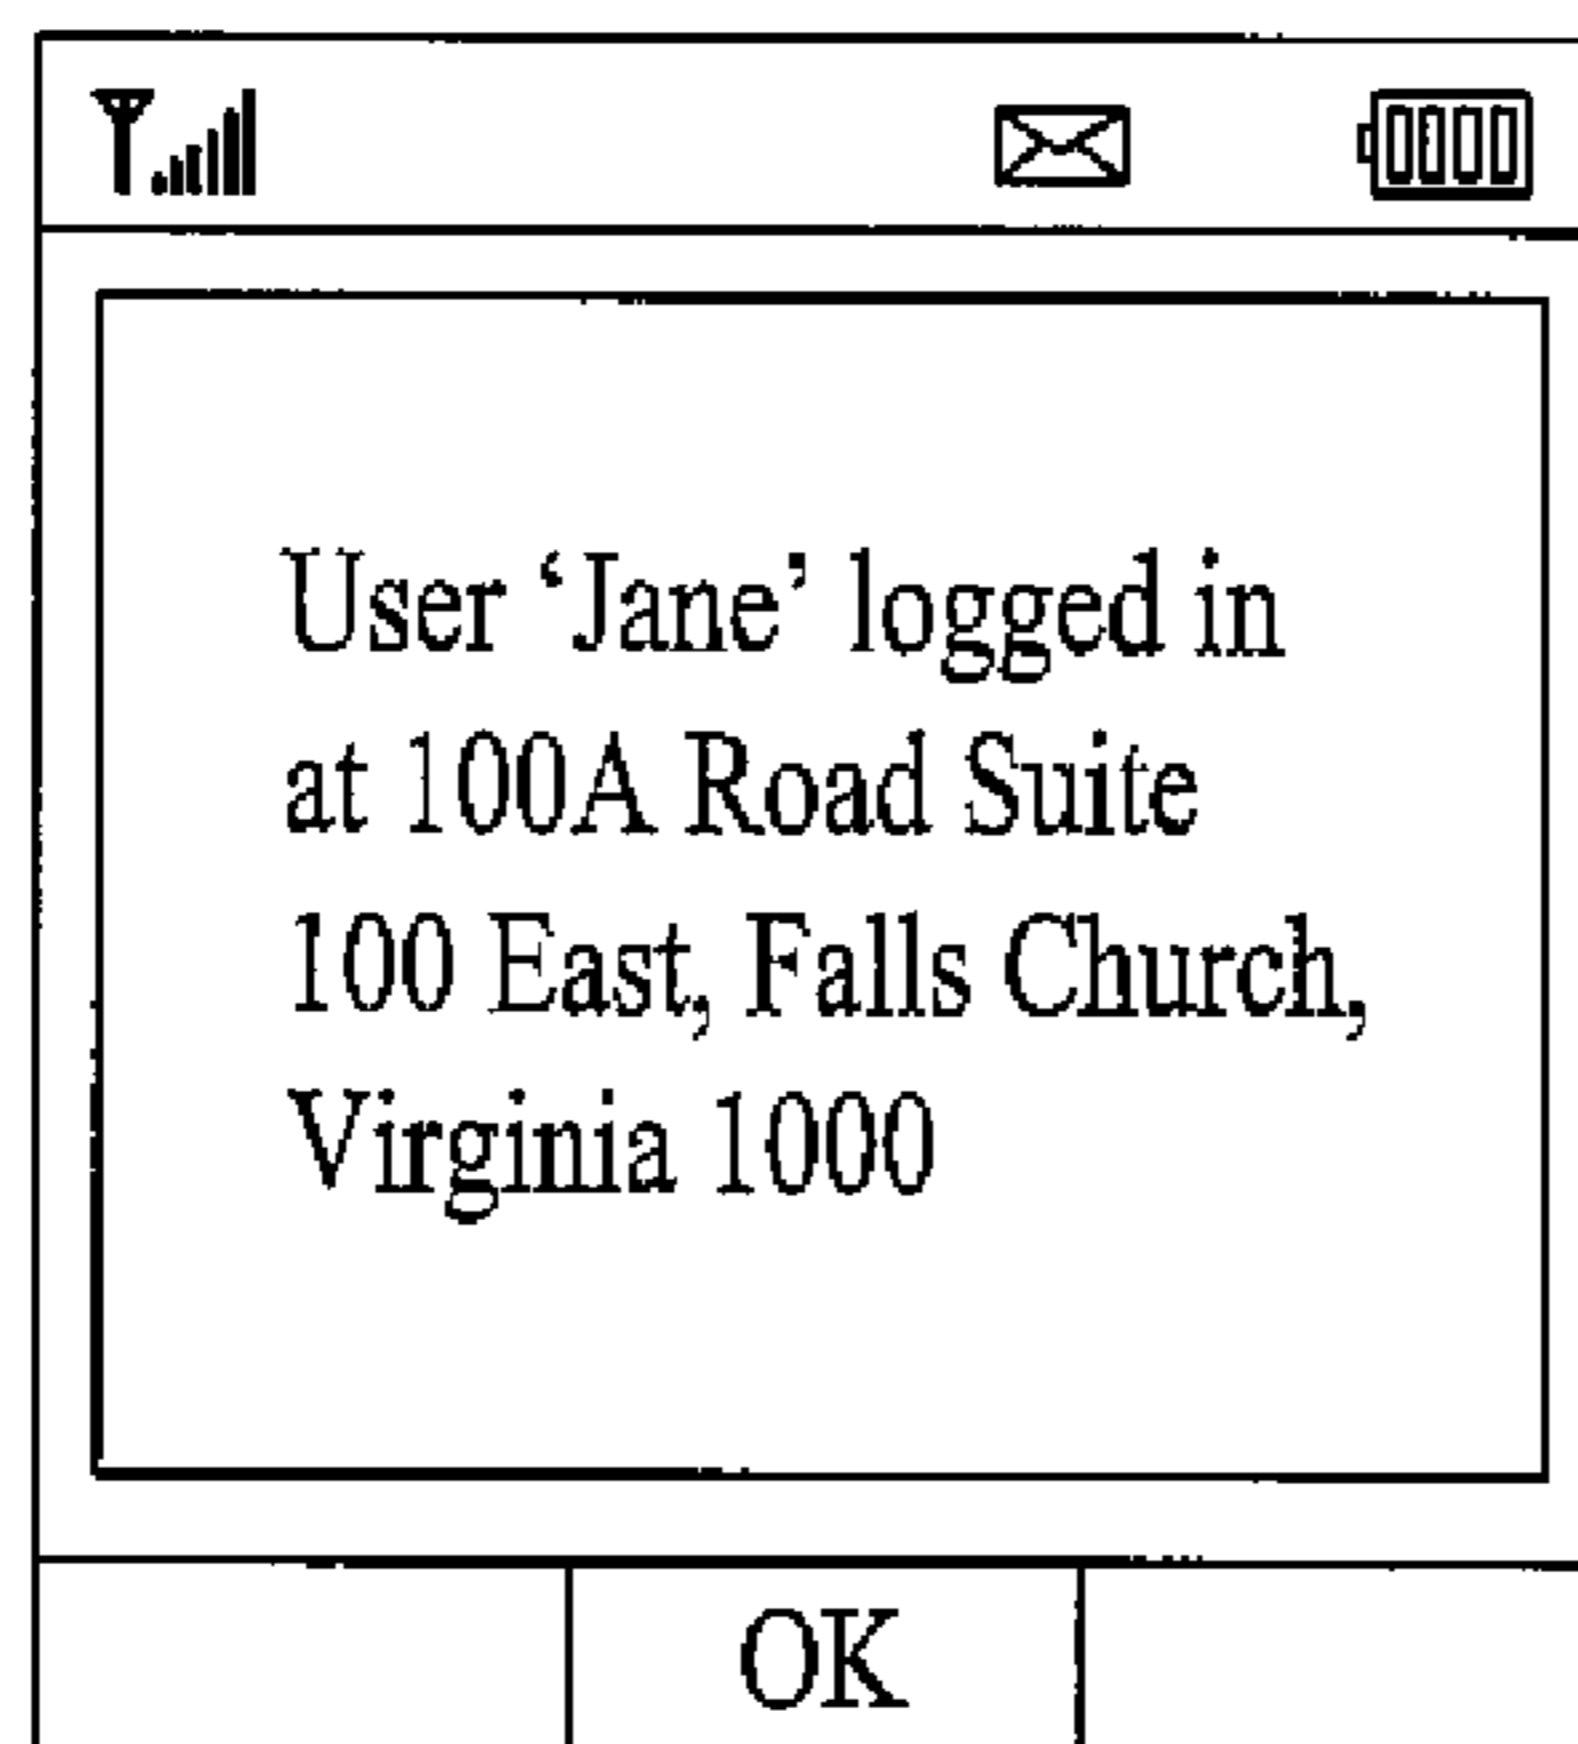 User ‘Jane’ logged in
at 100A Road Suite
100 East, Falls Church,
Virginia 1000
OK